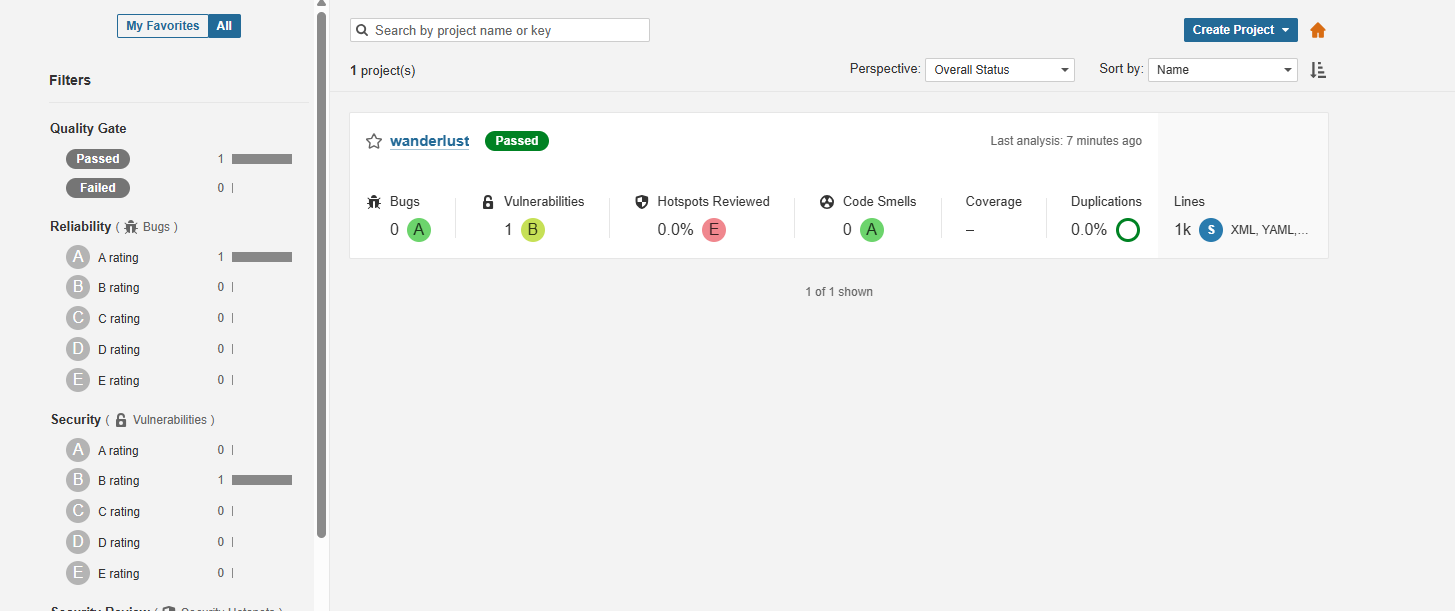 My Favorites All
Filters
Quality Gate
Passed 1
Failed 0
Reliability ( Bugs )
A A rating 1
B B rating 0
C C rating 0
D D rating 0
E E rating 0
Security ( Vulnerabilities )
A A rating 0
B B rating 1
C C rating 0
D D rating 0
E E rating 0
Security Review ( Security Hotspots )
Search by project name or key
Create Project
1 project(s)
Perspective: Overall Status
Sort by: Name
wanderlust Passed
Last analysis: 7 minutes ago
Bugs Vulnerabilities Hotspots Reviewed Code Smells Coverage Duplications Lines
0 A 1 B 0.0% E 0 A – 0.0% 1k S XML, YAML,...
1 of 1 shown